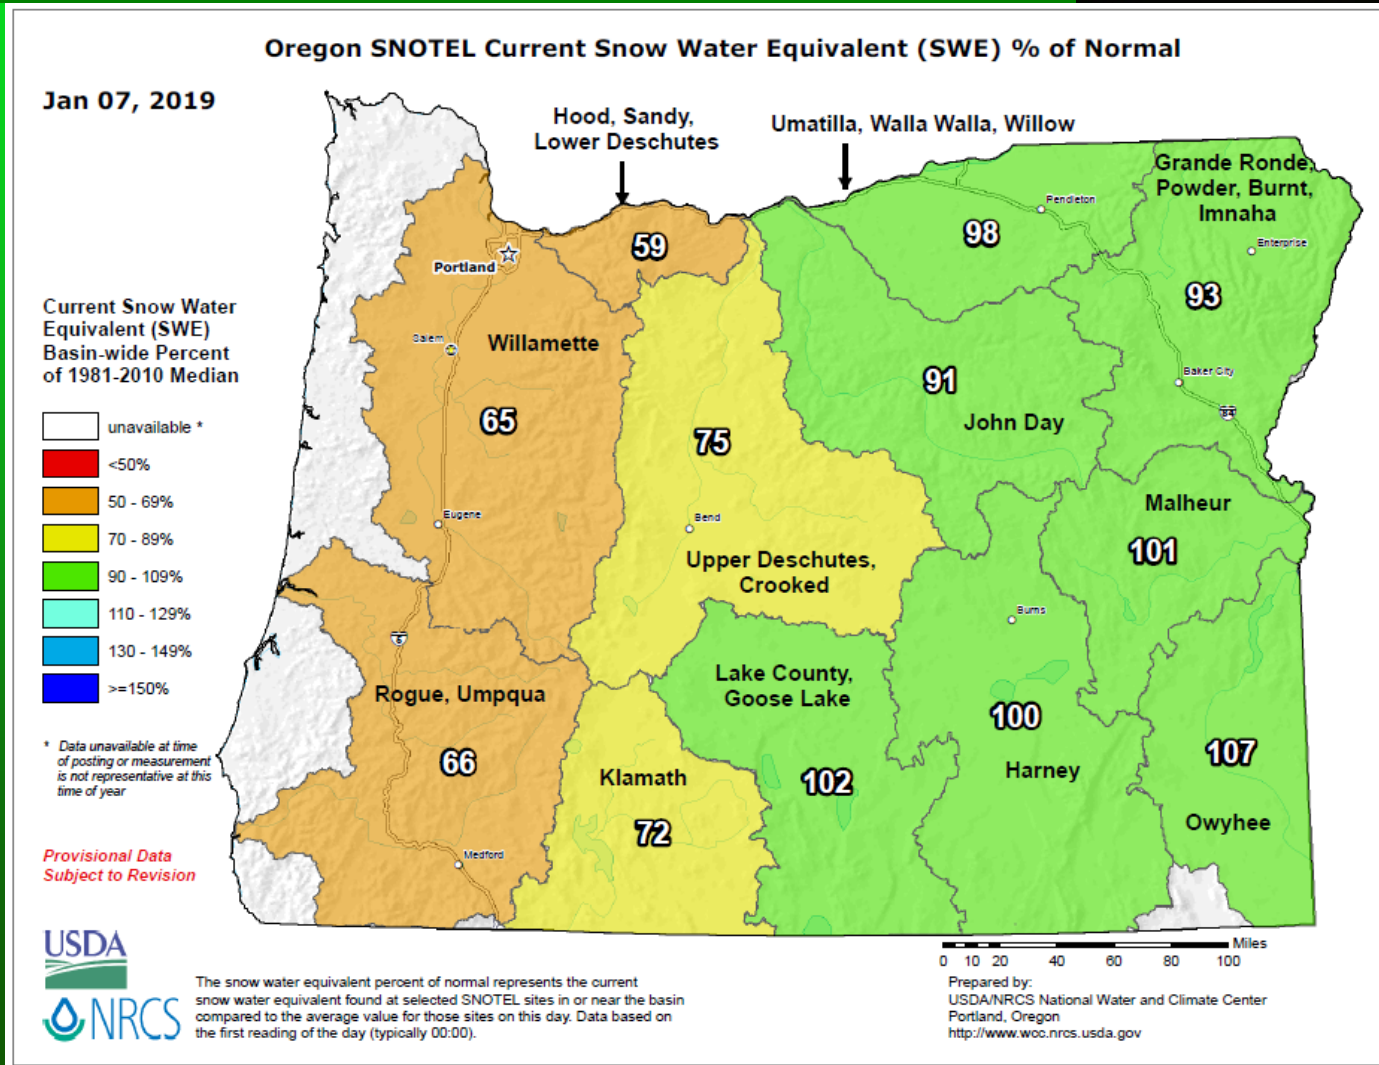 Oregon SNOTEL Current Snow Water Equivalent (SWE) % of Normal
Jan 07, 2019
Hood, Sandy,
Lower Deschutes
Umatilla, Walla Walla, Willow
Grande Ronde,
Powder, Burnt,
Imnaha
Pendleton
Enterprise
98
59
93
Portland
Current Snow Water
Equivalent (SWE)
Basin-wide Percent
of 1981-2010 Median
Salem
Willamette
65
75
91
John Day
Baker City
84
unavailable *
<50%
50 - 69%
70 - 89%
90 - 109%
110 - 129%
130 - 149%
>=150%
Eugene
Bend
Upper Deschutes,
Crooked
Malheur
101
Burns
5
Rogue, Umpqua
66
Lake County,
Goose Lake
102
100
Harney
107
Owyhee
Klamath
72
Medford
* Data unavailable at time
of posting or measurement
is not representative at this
time of year
Provisional Data
Subject to Revision
USDA
NRCS
The snow water equivalent percent of normal represents the current
snow water equivalent found at selected SNOTEL sites in or near the basin
compared to the average value for those sites on this day. Data based on
the first reading of the day (typically 00:00).
Miles
0 10 20 40 60 80 100
Prepared by:
USDA/NRCS National Water and Climate Center
Portland, Oregon
http://www.wcc.nrcs.usda.gov